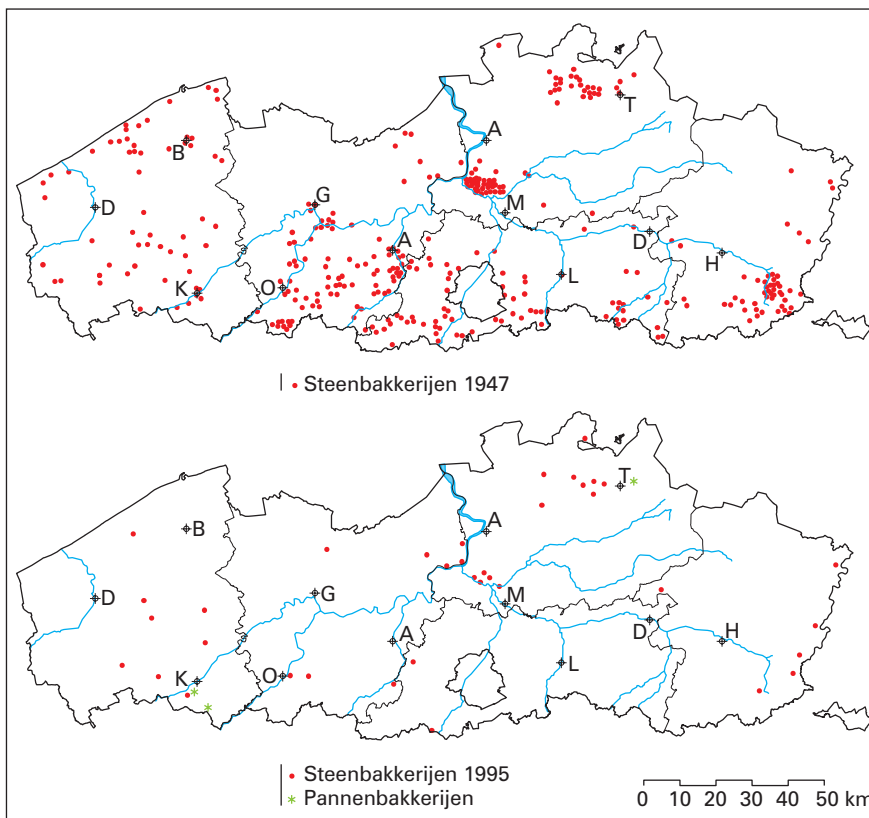 T
A
B
G
M
D
A
D
H
K
O
L
• Steenbakkerijen 1947
T
B
A
D
G
M
D
A
H
K
O
L
• Steenbakkerijen 1995
* Pannenbakkerijen
0 10 20 30 40 50 km